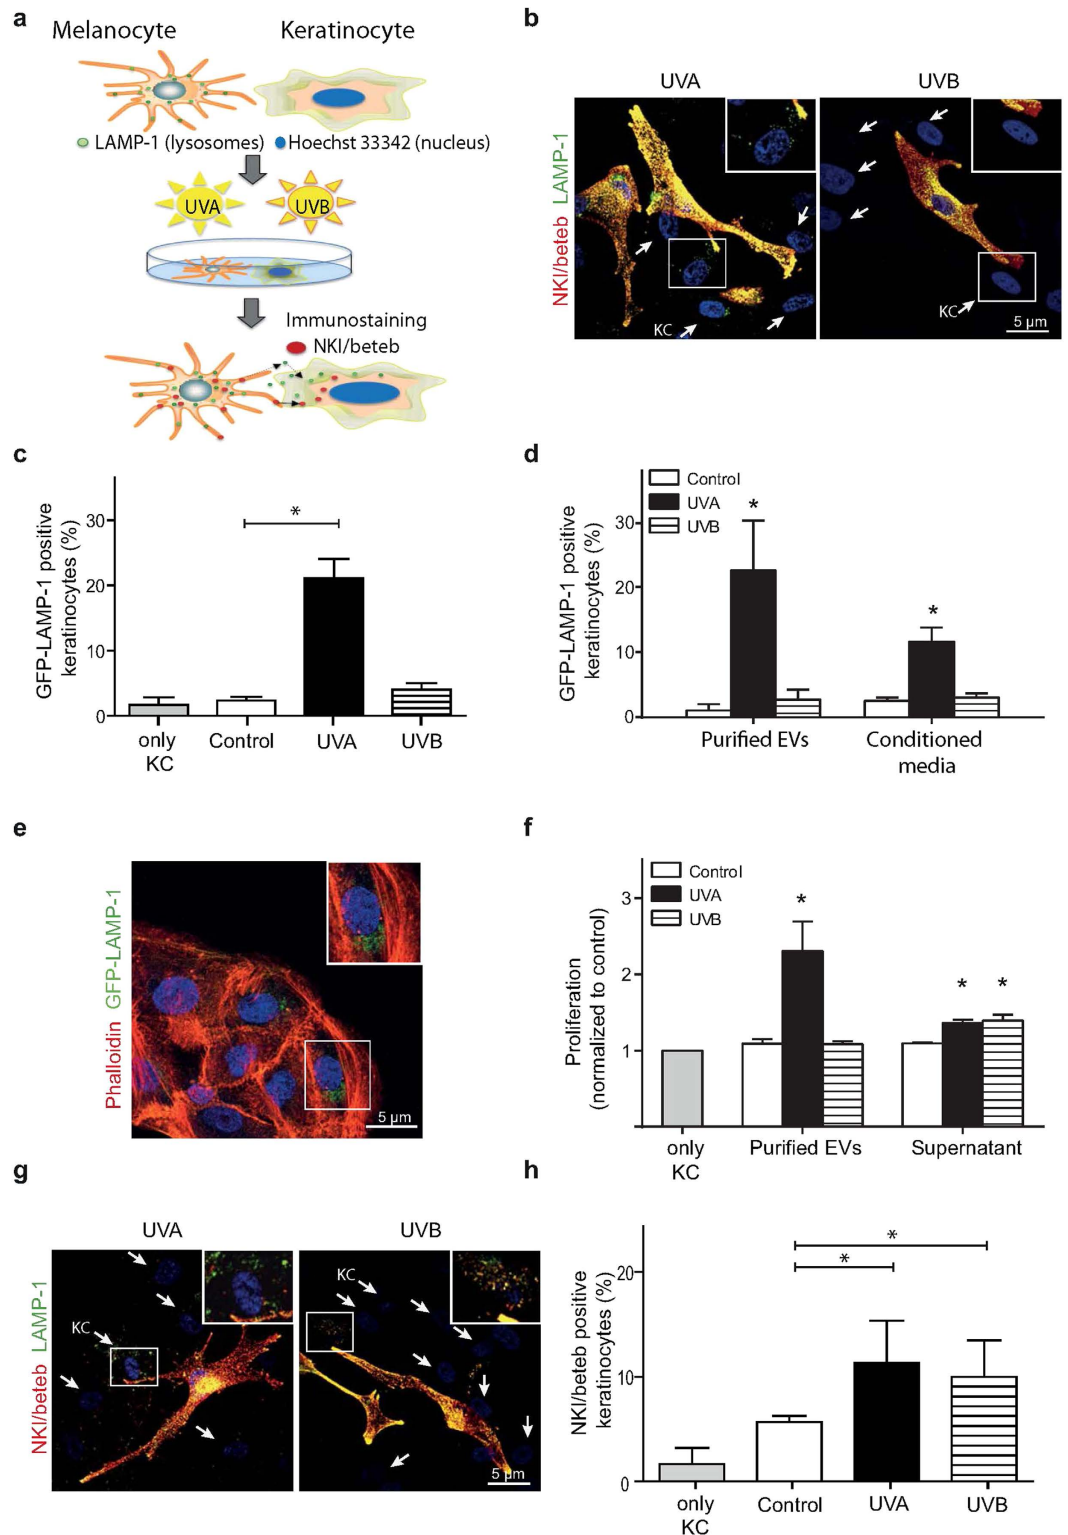 a
Melanocyte
Keratinocyte
LAMP-1 (lysosomes)
Hoechst 33342 (nucleus)
UVA
UVB
Immunostaining
NKI/beteb
b
UVA
UVB
NKI/beteb LAMP-1
KC
KC
5 µm
c
GFP-LAMP-1 positive
keratinocytes (%)
30
20
10
0
*
only
KC
Control
UVA
UVB
d
GFP-LAMP-1 positive
keratinocytes (%)
30
20
10
0
Control
UVA
UVB
*
*
Purified EVs
Conditioned
media
e
Phalloidin GFP-LAMP-1
5 µm
f
Proliferation
(normalized to control)
3
2
1
Control
UVA
UVB
*
*
*
only
KC
Purified EVs
Supernatant
g
UVA
UVB
NKI/beteb LAMP-1
KC
KC
5 µm
h
NKI/beteb positive
keratinocytes (%)
20
10
0
*
*
only
KC
Control
UVA
UVB